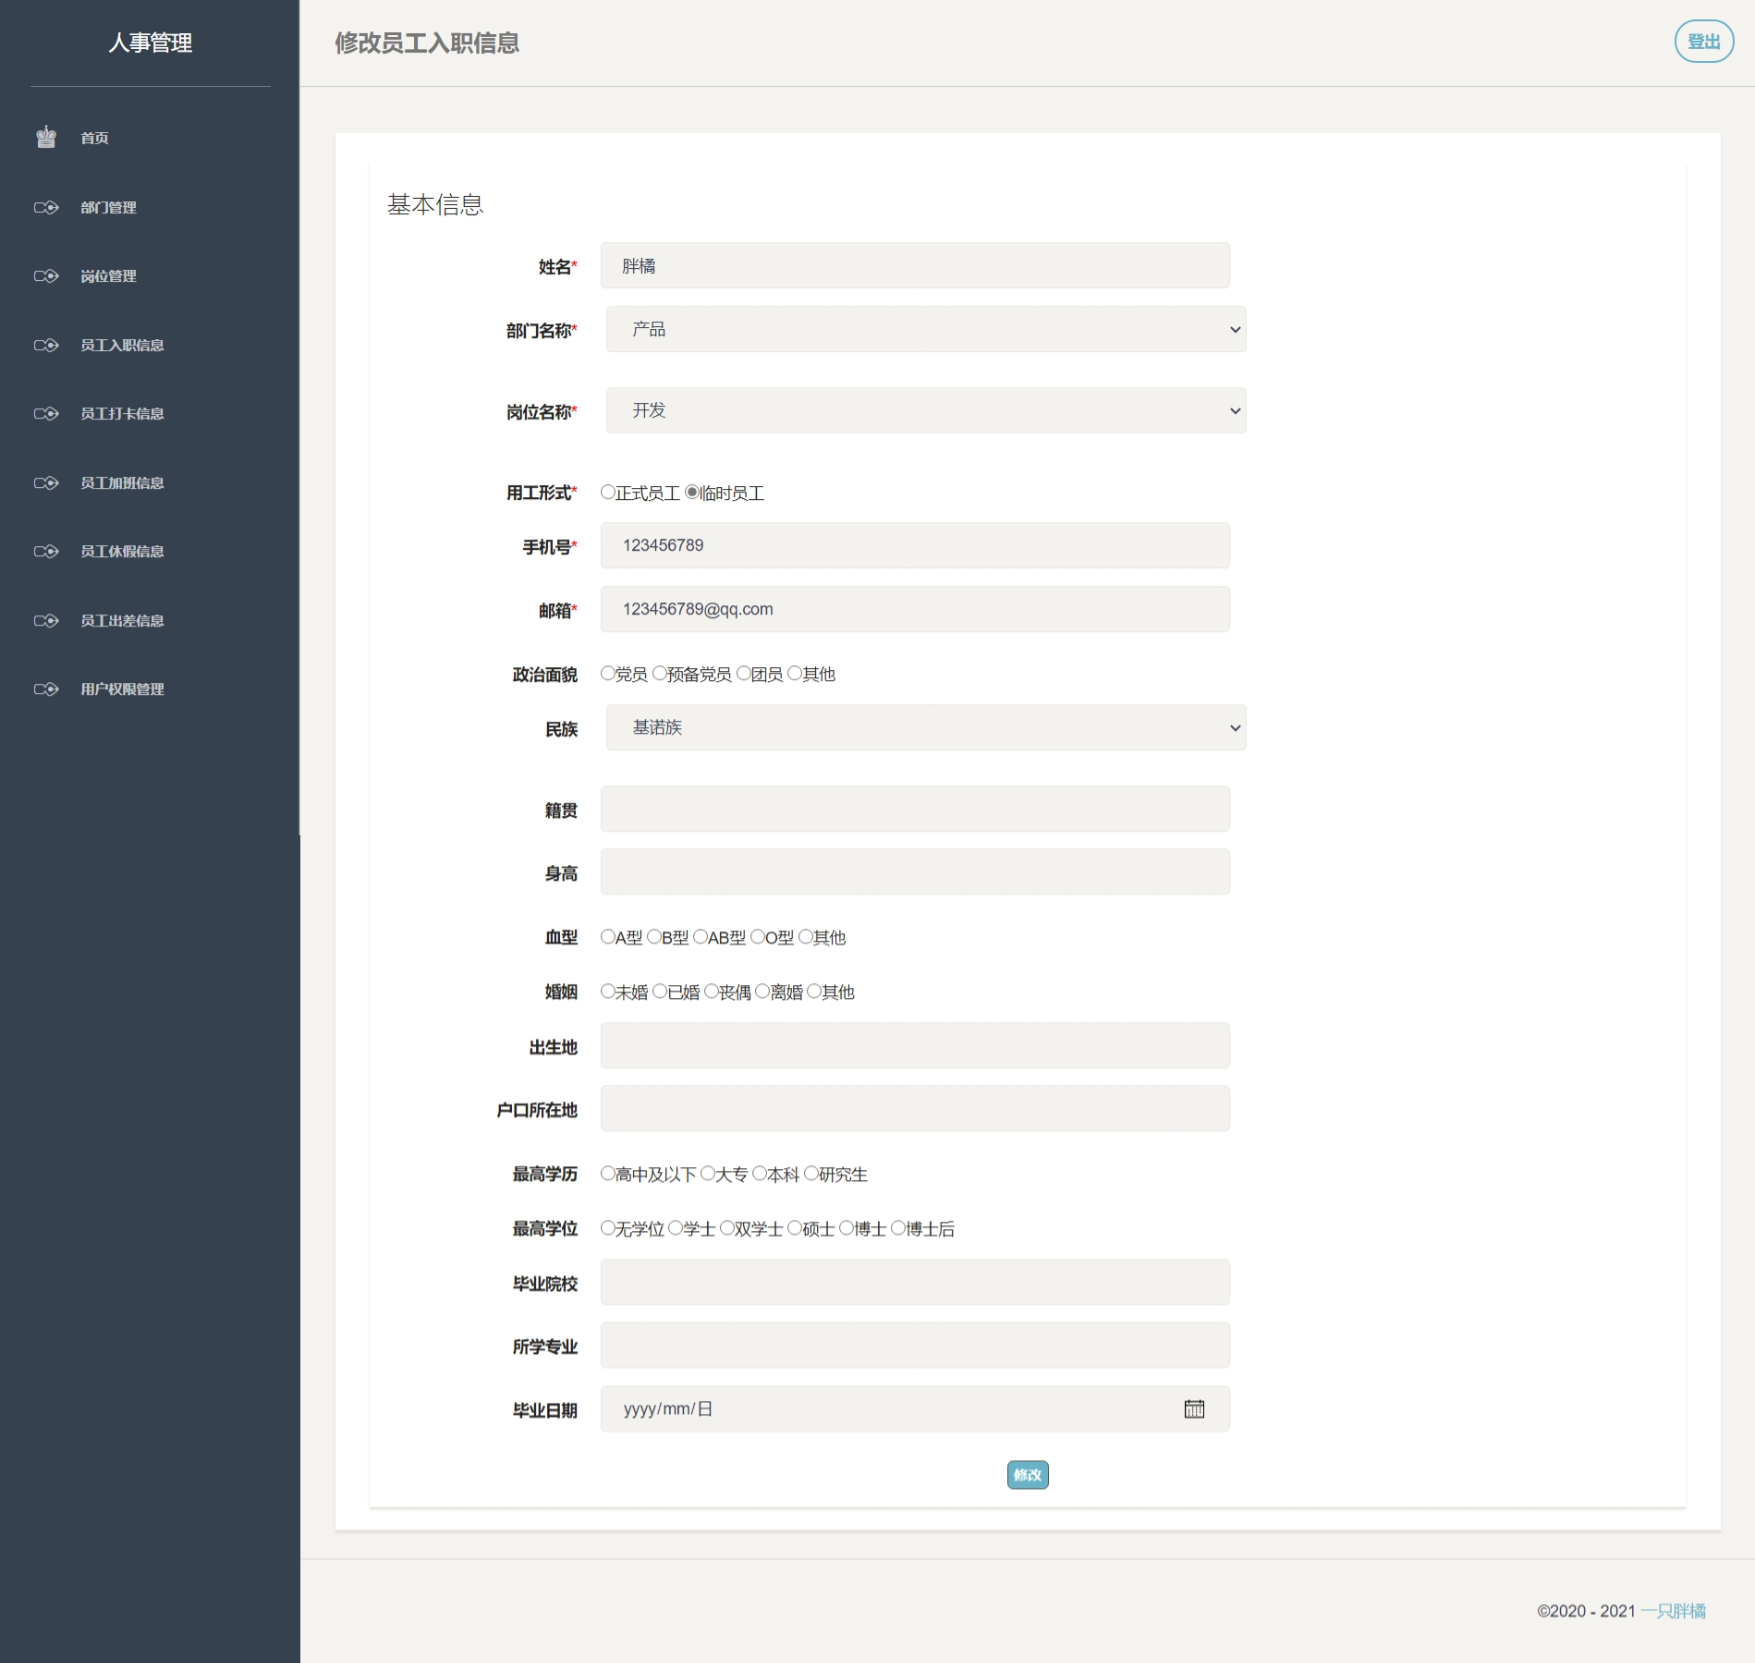 人事管理
首页
部门管理
岗位管理
员工入职信息
员工打卡信息
员工加班信息
员工休假信息
员工出差信息
用户权限管理
修改员工入职信息
登出
基本信息
姓名* 胖橘
部门名称* 产品
岗位名称* 开发
用工形式* 正式员工 临时员工
手机号* 123456789
邮箱* 123456789@qq.com
政治面貌 党员 预备党员 团员 其他
民族 基诺族
籍贯
身高
血型 A型 B型 AB型 O型 其他
婚姻 未婚 已婚 丧偶 离婚 其他
出生地
户口所在地
最高学历 高中及以下 大专 本科 研究生
最高学位 无学位 学士 双学士 硕士 博士 博士后
毕业院校
所学专业
毕业日期 yyyy/mm/日
修改
©2020 - 2021 一只胖橘